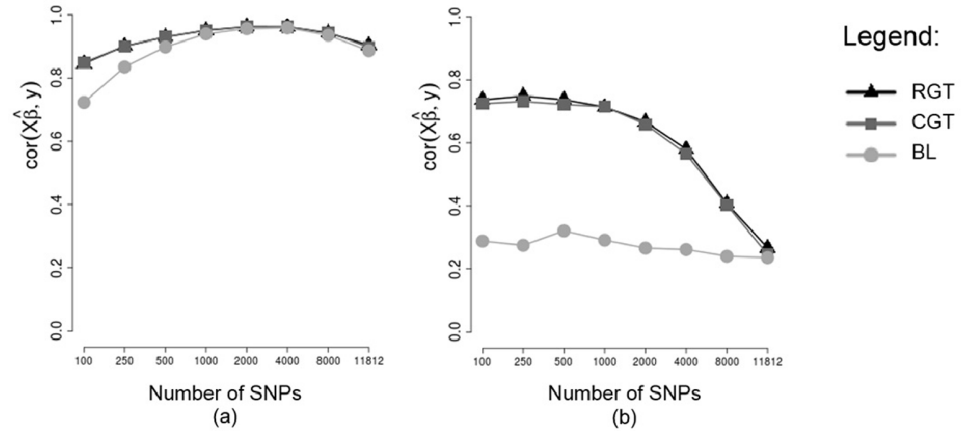 cor(Xβ̂, y)
1.0
0.8
0.6
0.4
0.2
0.0
100 250 500 1000 2000 4000 8000 11812
Number of SNPs
(a)
cor(Xβ̂, y)
1.0
0.8
0.6
0.4
0.2
0.0
100 250 500 1000 2000 4000 8000 11812
Number of SNPs
(b)
Legend:
RGT
CGT
BL